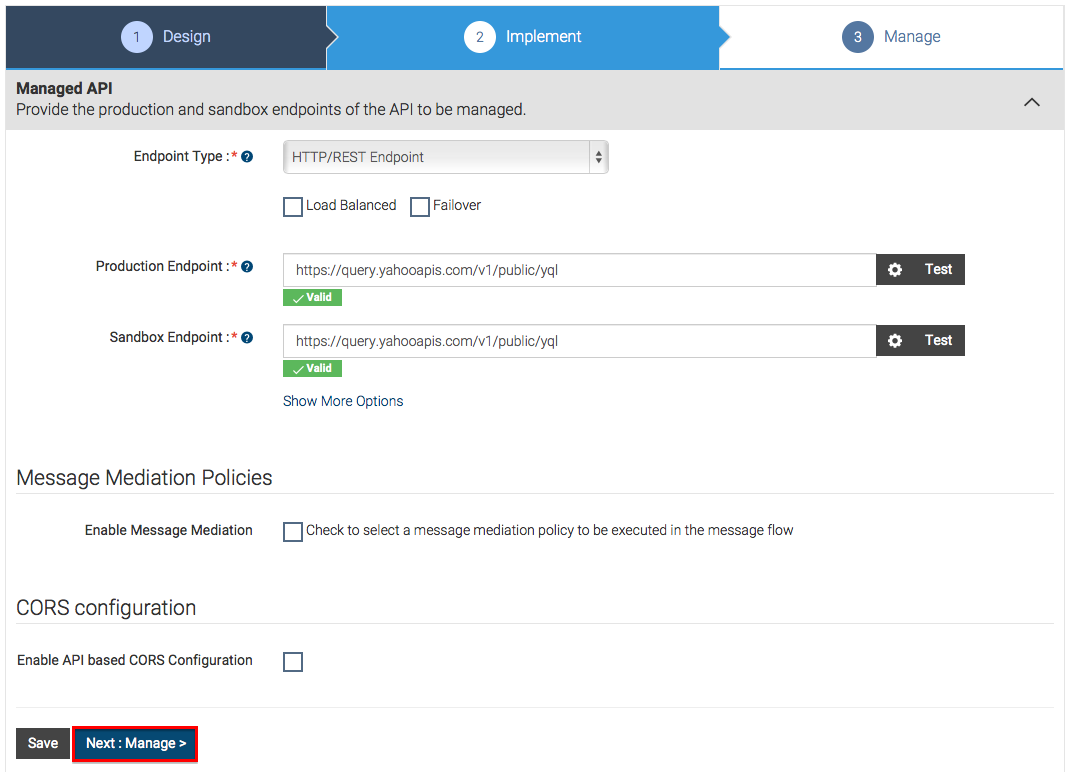 1 Design 2 Implement 3 Manage
Managed API
Provide the production and sandbox endpoints of the API to be managed.
Endpoint Type :* ? HTTP/REST Endpoint
Load Balanced Failover
Production Endpoint :* ? https://query.yahooapis.com/v1/public/yql Test
Valid
Sandbox Endpoint :* ? https://query.yahooapis.com/v1/public/yql Test
Valid
Show More Options
Message Mediation Policies
Enable Message Mediation Check to select a message mediation policy to be executed in the message flow
CORS configuration
Enable API based CORS Configuration
Save Next : Manage >